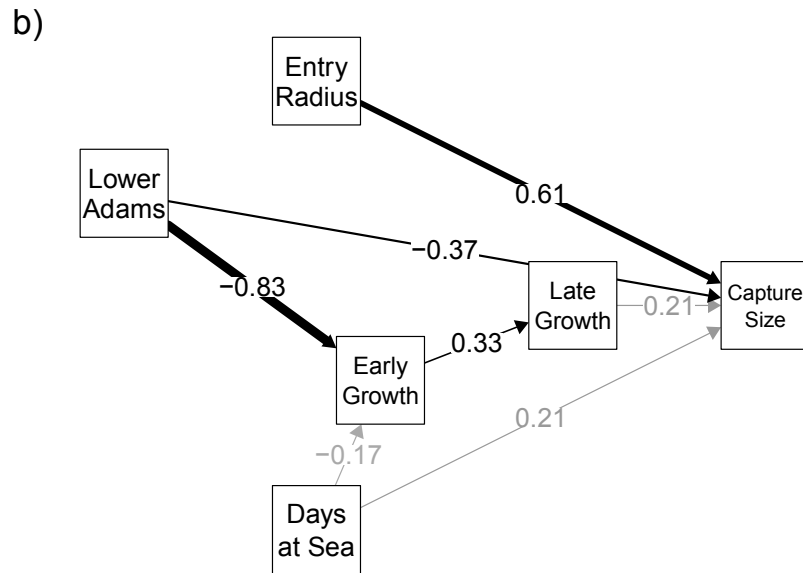 b)
Entry
Radius
Lower
Adams
0.61
−0.37
−0.83
Late
Growth
0.21
Capture
Size
0.33
Early
Growth
0.21
−0.17
Days
at Sea